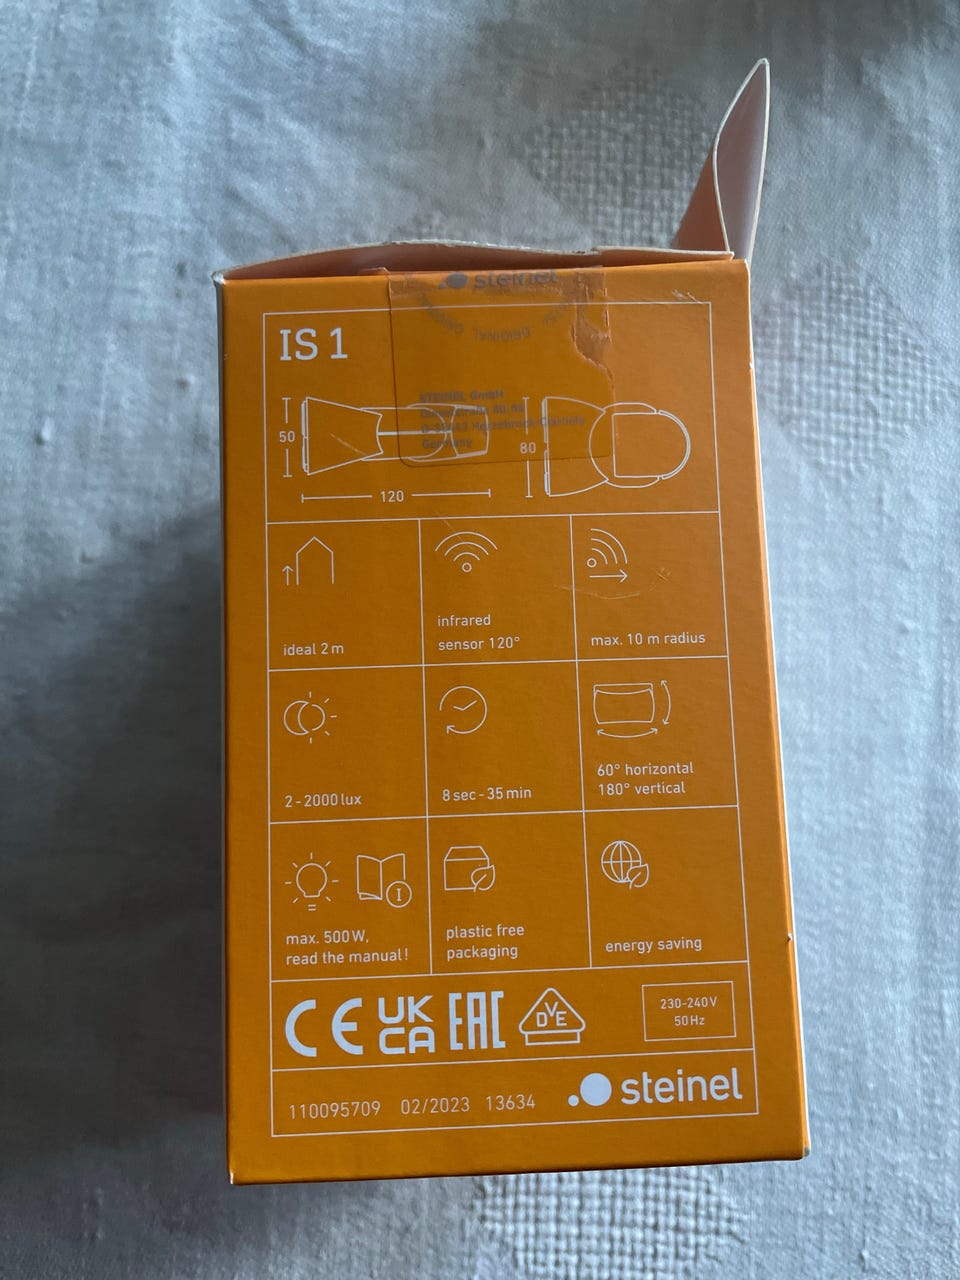 steinel
ORIGINAL
IS 1
STEINEL GmbH
Germany
50
80
120
ideal 2 m
infrared
sensor 120°
max. 10 m radius
2 - 2000 lux
8 sec - 35 min
60° horizontal
180° vertical
I
max. 500 W,
read the manual!
plastic free
packaging
energy saving
CE UK CA EAC DVE
230-240 V
50 Hz
110095709 02/2023 13634
steinel